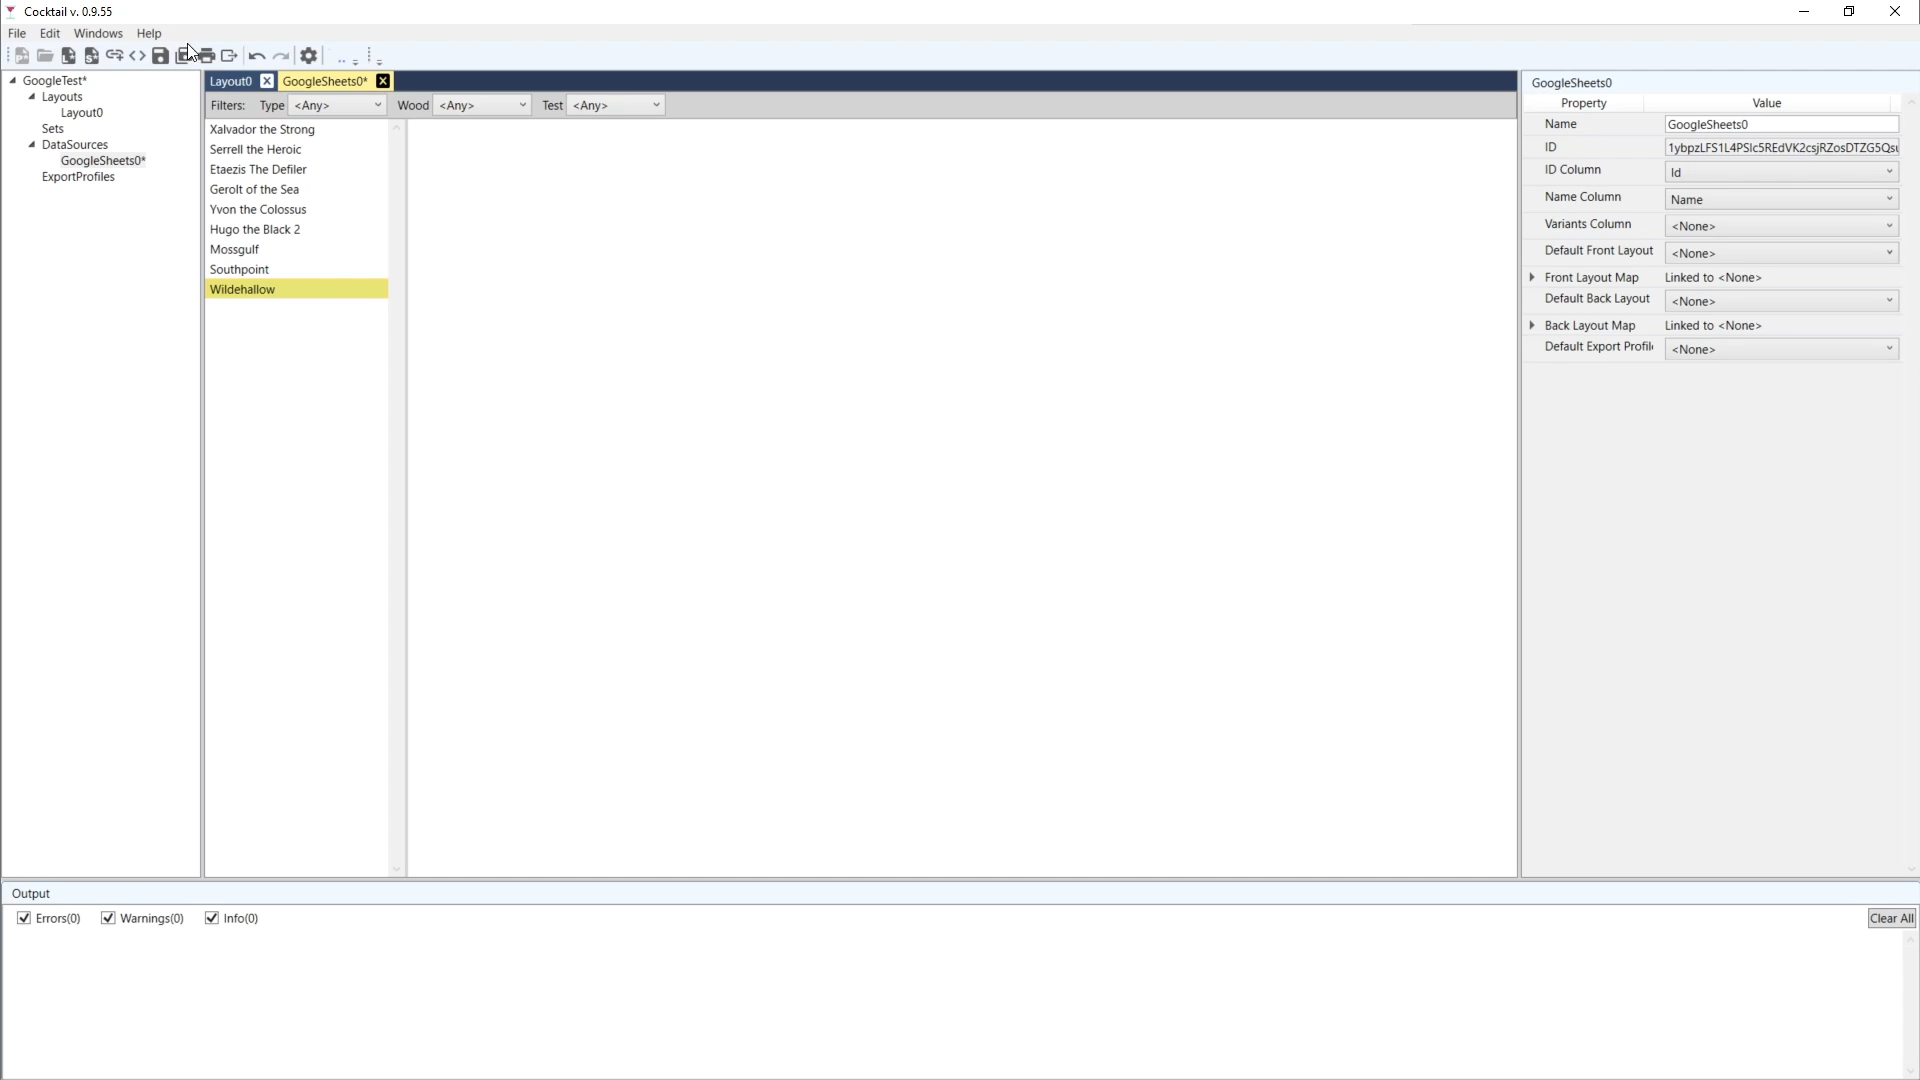 Cocktail v. 0.9.55
File Edit Windows Help
GoogleTest*
Layouts
Layout0
Sets
DataSources
GoogleSheets0*
ExportProfiles
Layout0 GoogleSheets0*
Filters: Type <Any> Wood <Any> Test <Any>
Xalvador the Strong
Serrell the Heroic
Etaezis The Defiler
Gerolt of the Sea
Yvon the Colossus
Hugo the Black 2
Mossgulf
Southpoint
Wildehallow
GoogleSheets0
Property Value
Name GoogleSheets0
ID 1ybpzLFS1L4PSlc5REdVK2csjRZosDTZG5Qsu
ID Column Id
Name Column Name
Variants Column <None>
Default Front Layout <None>
Front Layout Map Linked to <None>
Default Back Layout <None>
Back Layout Map Linked to <None>
Default Export Profil <None>
Output
Errors(0) Warnings(0) Info(0) Clear All